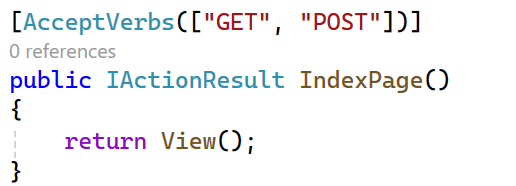 [AcceptVerbs(["GET", "POST"])]
0 references
public IActionResult IndexPage()
{
    return View();
}